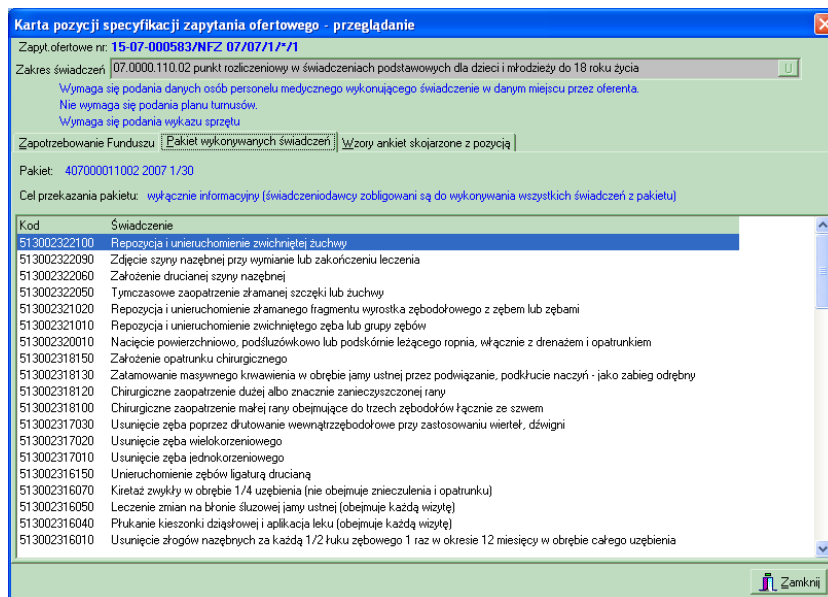 Karta pozycji specyfikacji zapytania ofertowego - przeglądanie
Zapyt.ofertowe nr: 15-07-000583/NFZ 07/07/1/*/1
Zakres świadczeń 07.0000.110.02 punkt rozliczeniowy w świadczeniach podstawowych dla dzieci i młodzieży do 18 roku życia U
Wymaga się podania danych osób personelu medycznego wykonującego świadczenie w danym miejscu przez oferenta.
Nie wymaga się podania planu turnusów.
Wymaga się podania wykazu sprzętu
Zapotrzebowanie Funduszu Pakiet wykonywanych świadczeń Wzory ankiet skojarzone z pozycją
Pakiet: 407000011002 2007 1/30
Cel przekazania pakietu: wyłącznie informacyjny (świadczeniodawcy zobligowani są do wykonywania wszystkich świadczeń z pakietu)
Kod Świadczenie
513002322100 Repozycja i unieruchomienie zwichniętej żuchwy
513002322090 Zdjęcie szyny nazębnej przy wymianie lub zakończeniu leczenia
513002322060 Założenie drucianej szyny nazębnej
513002322050 Tymczasowe zaopatrzenie złamanej szczęki lub żuchwy
513002321020 Repozycja i unieruchomienie złamanego fragmentu wyrostka zębodołowego z zębem lub zębami
513002321010 Repozycja i unieruchomienie zwichniętego zęba lub grupy zębów
513002320010 Nacięcie powierzchniowo, podśluzówkowo lub podskórnie leżącego ropnia, włącznie z drenażem i opatrunkiem
513002318150 Założenie opatrunku chirurgicznego
513002318130 Zatamowanie masywnego krwawienia w obrębie jamy ustnej przez podwiązanie, podkłucie naczyń - jako zabieg odrębny
513002318120 Chirurgiczne zaopatrzenie dużej albo znacznie zanieczyszczonej rany
513002318100 Chirurgiczne zaopatrzenie małej rany obejmujące do trzech zębodołów łącznie ze szwem
513002317030 Usunięcie zęba poprzez dłutowanie wewnątrzzębodołowe przy zastosowaniu wierteł, dźwigni
513002317020 Usunięcie zęba wielokorzeniowego
513002317010 Usunięcie zęba jednokorzeniowego
513002316150 Unieruchomienie zębów ligaturą drucianą
513002316070 Kiretaż zwykły w obrębie 1/4 uzębienia (nie obejmuje znieczulenia i opatrunku)
513002316050 Leczenie zmian na błonie śluzowej jamy ustnej (obejmuje każdą wizytę)
513002316040 Płukanie kieszonki dziąsłowej i aplikacja leku (obejmuje każdą wizytę)
513002316010 Usunięcie złogów nazębnych za każdą 1/2 łuku zębowego 1 raz w okresie 12 miesięcy w obrębie całego uzębienia
Zamknij